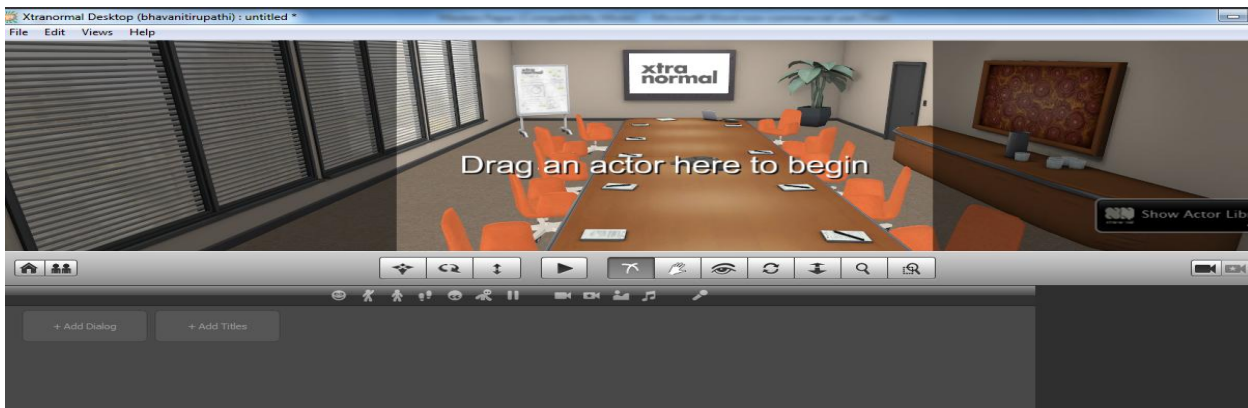 Xtranormal Desktop (bhavanitirupathi) : untitled *
File Edit Views Help
xtra
normal
Drag an actor here to begin
Show Actor Lib
+ Add Dialog + Add Titles